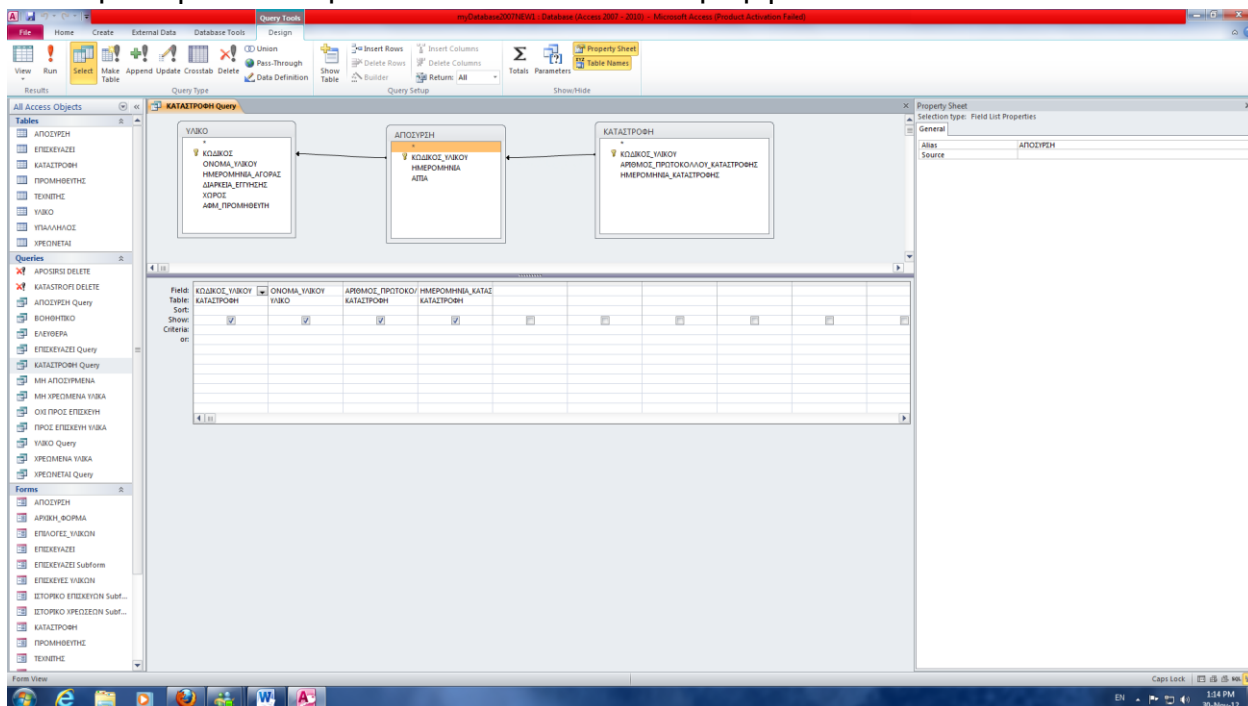 Query Tools
myDatabase2007NEW1 : Database (Access 2007 - 2010) - Microsoft Access (Product Activation Failed)
File Home Create External Data Database Tools Design
View Run Select Make Table Append Update Crosstab Delete
Union
Pass-Through
Data Definition
Show Table
Insert Rows
Delete Rows
Builder
Insert Columns
Delete Columns
Return: All
Totals Parameters
Property Sheet
Table Names
Results Query Type Query Setup Show/Hide
All Access Objects
Tables
ΑΠΟΣΥΡΣΗ
ΕΠΙΣΚΕΥΑΖΕΙ
ΚΑΤΑΣΤΡΟΦΗ
ΠΡΟΜΗΘΕΥΤΗΣ
ΤΕΧΝΙΤΗΣ
ΥΛΙΚΟ
ΥΠΑΛΛΗΛΟΣ
ΧΡΕΩΝΕΤΑΙ
Queries
APOSIRSI DELETE
KATASTROFI DELETE
ΑΠΟΣΥΡΣΗ Query
ΒΟΗΘΗΤΙΚΟ
ΕΛΕΥΘΕΡΑ
ΕΠΙΣΚΕΥΑΖΕΙ Query
ΚΑΤΑΣΤΡΟΦΗ Query
ΜΗ ΑΠΟΣΥΡΜΕΝΑ
ΜΗ ΧΡΕΩΜΕΝΑ ΥΛΙΚΑ
ΟΧΙ ΠΡΟΣ ΕΠΙΣΚΕΥΗ
ΠΡΟΣ ΕΠΙΣΚΕΥΗ ΥΛΙΚΑ
ΥΛΙΚΟ Query
ΧΡΕΩΜΕΝΑ ΥΛΙΚΑ
ΧΡΕΩΝΕΤΑΙ Query
Forms
ΑΠΟΣΥΡΣΗ
ΑΡΧΙΚΗ_ΦΟΡΜΑ
ΕΠΙΛΟΓΕΣ_ΥΛΙΚΩΝ
ΕΠΙΣΚΕΥΑΖΕΙ
ΕΠΙΣΚΕΥΑΖΕΙ Subform
ΕΠΙΣΚΕΥΕΣ ΥΛΙΚΩΝ
ΙΣΤΟΡΙΚΟ ΕΠΙΣΚΕΥΩΝ Subf...
ΙΣΤΟΡΙΚΟ ΧΡΕΩΣΕΩΝ Subf...
ΚΑΤΑΣΤΡΟΦΗ
ΠΡΟΜΗΘΕΥΤΗΣ
ΤΕΧΝΙΤΗΣ
ΚΑΤΑΣΤΡΟΦΗ Query
ΥΛΙΚΟ
*
ΚΩΔΙΚΟΣ
ΟΝΟΜΑ_ΥΛΙΚΟΥ
ΗΜΕΡΟΜΗΝΙΑ_ΑΓΟΡΑΣ
ΔΙΑΡΚΕΙΑ_ΕΓΓΥΗΣΗΣ
ΧΩΡΟΣ
ΑΦΜ_ΠΡΟΜΗΘΕΥΤΗ
ΑΠΟΣΥΡΣΗ
*
ΚΩΔΙΚΟΣ_ΥΛΙΚΟΥ
ΗΜΕΡΟΜΗΝΙΑ
ΑΙΤΙΑ
ΚΑΤΑΣΤΡΟΦΗ
*
ΚΩΔΙΚΟΣ_ΥΛΙΚΟΥ
ΑΡΙΘΜΟΣ_ΠΡΩΤΟΚΟΛΛΟΥ_ΚΑΤΑΣΤΡΟΦΗΣ
ΗΜΕΡΟΜΗΝΙΑ_ΚΑΤΑΣΤΡΟΦΗΣ
Field: ΚΩΔΙΚΟΣ_ΥΛΙΚΟΥ ΟΝΟΜΑ_ΥΛΙΚΟΥ ΑΡΙΘΜΟΣ_ΠΡΩΤΟΚΟΛ ΗΜΕΡΟΜΗΝΙΑ_ΚΑΤΑΣ
Table: ΚΑΤΑΣΤΡΟΦΗ ΥΛΙΚΟ ΚΑΤΑΣΤΡΟΦΗ ΚΑΤΑΣΤΡΟΦΗ
Sort:
Show:
Criteria:
or:
Property Sheet
Selection type: Field List Properties
General
Alias ΑΠΟΣΥΡΣΗ
Source
Form View
Caps Lock
EN
1:14 PM
30-Nov-12